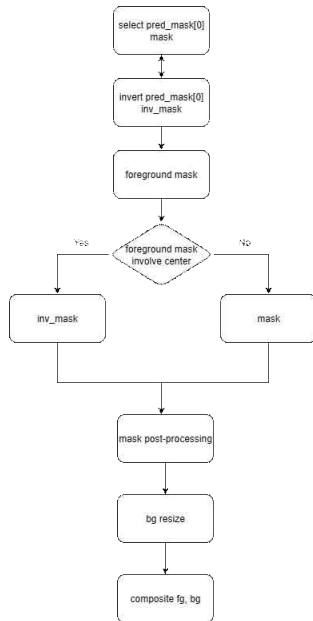 select pred_mask[0]
mask
invert pred_mask[0]
inv_mask
foreground mask
foreground mask
involve center
Yes
No
inv_mask
mask
mask post-processing
bg resize
composite fg, bg